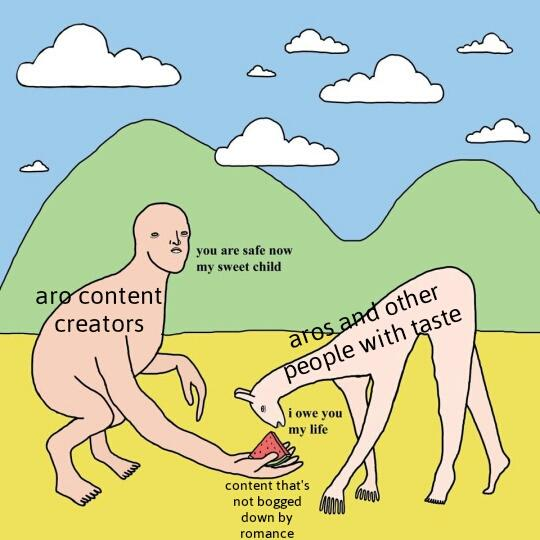 you are safe now
my sweet child
aro content
creators
aros and other
people with taste
i owe you
my life
content that's
not bogged
down by
romance